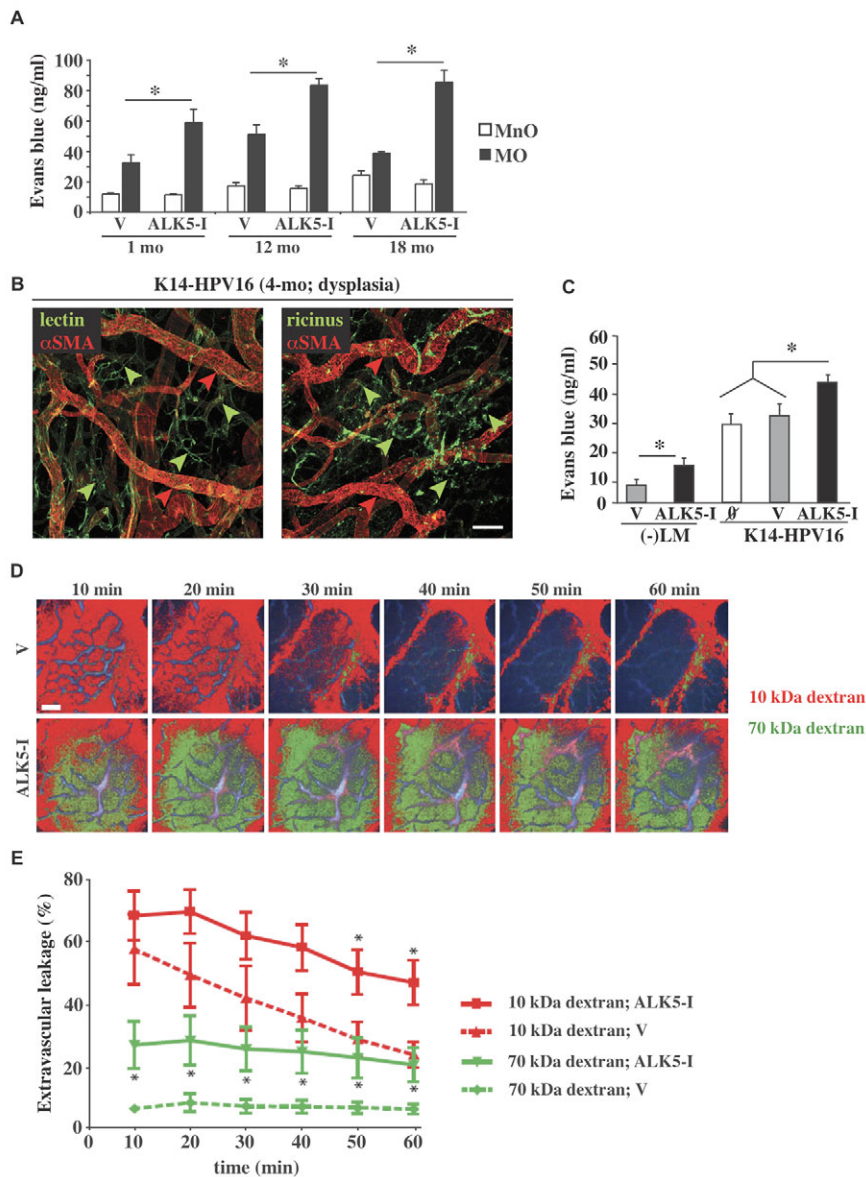 A
Evans blue (ng/ml)
100
80
60
40
20
0
* * *
V ALK5-I V ALK5-I V ALK5-I
1 mo 12 mo 18 mo
MnO
MO
B
K14-HPV16 (4-mo; dysplasia)
lectin
αSMA
ricinus
αSMA
C
Evans blue (ng/ml)
60
50
40
30
20
10
0
* *
V ALK5-I 0 V ALK5-I
(-)LM K14-HPV16
D
10 min 20 min 30 min 40 min 50 min 60 min
V
ALK5-I
10 kDa dextran
70 kDa dextran
E
Extravascular leakage (%)
80
60
40
20
0
0 10 20 30 40 50 60
time (min)
* *
* * * * * *
10 kDa dextran; ALK5-I
10 kDa dextran; V
70 kDa dextran; ALK5-I
70 kDa dextran; V